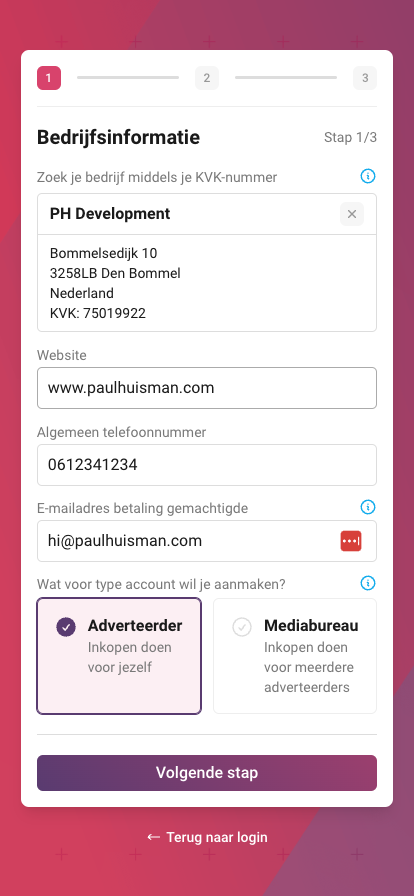 1
2
3
Bedrijfsinformatie
Stap 1/3
Zoek je bedrijf middels je KVK-nummer
PH Development
Bommelsedijk 10
3258LB Den Bommel
Nederland
KVK: 75019922
Website
www.paulhuisman.com
Algemeen telefoonnummer
0612341234
E-mailadres betaling gemachtigde
hi@paulhuisman.com
Wat voor type account wil je aanmaken?
Adverteerder
Inkopen doen
voor jezelf
Mediabureau
Inkopen doen
voor meerdere
adverteerders
Volgende stap
← Terug naar login